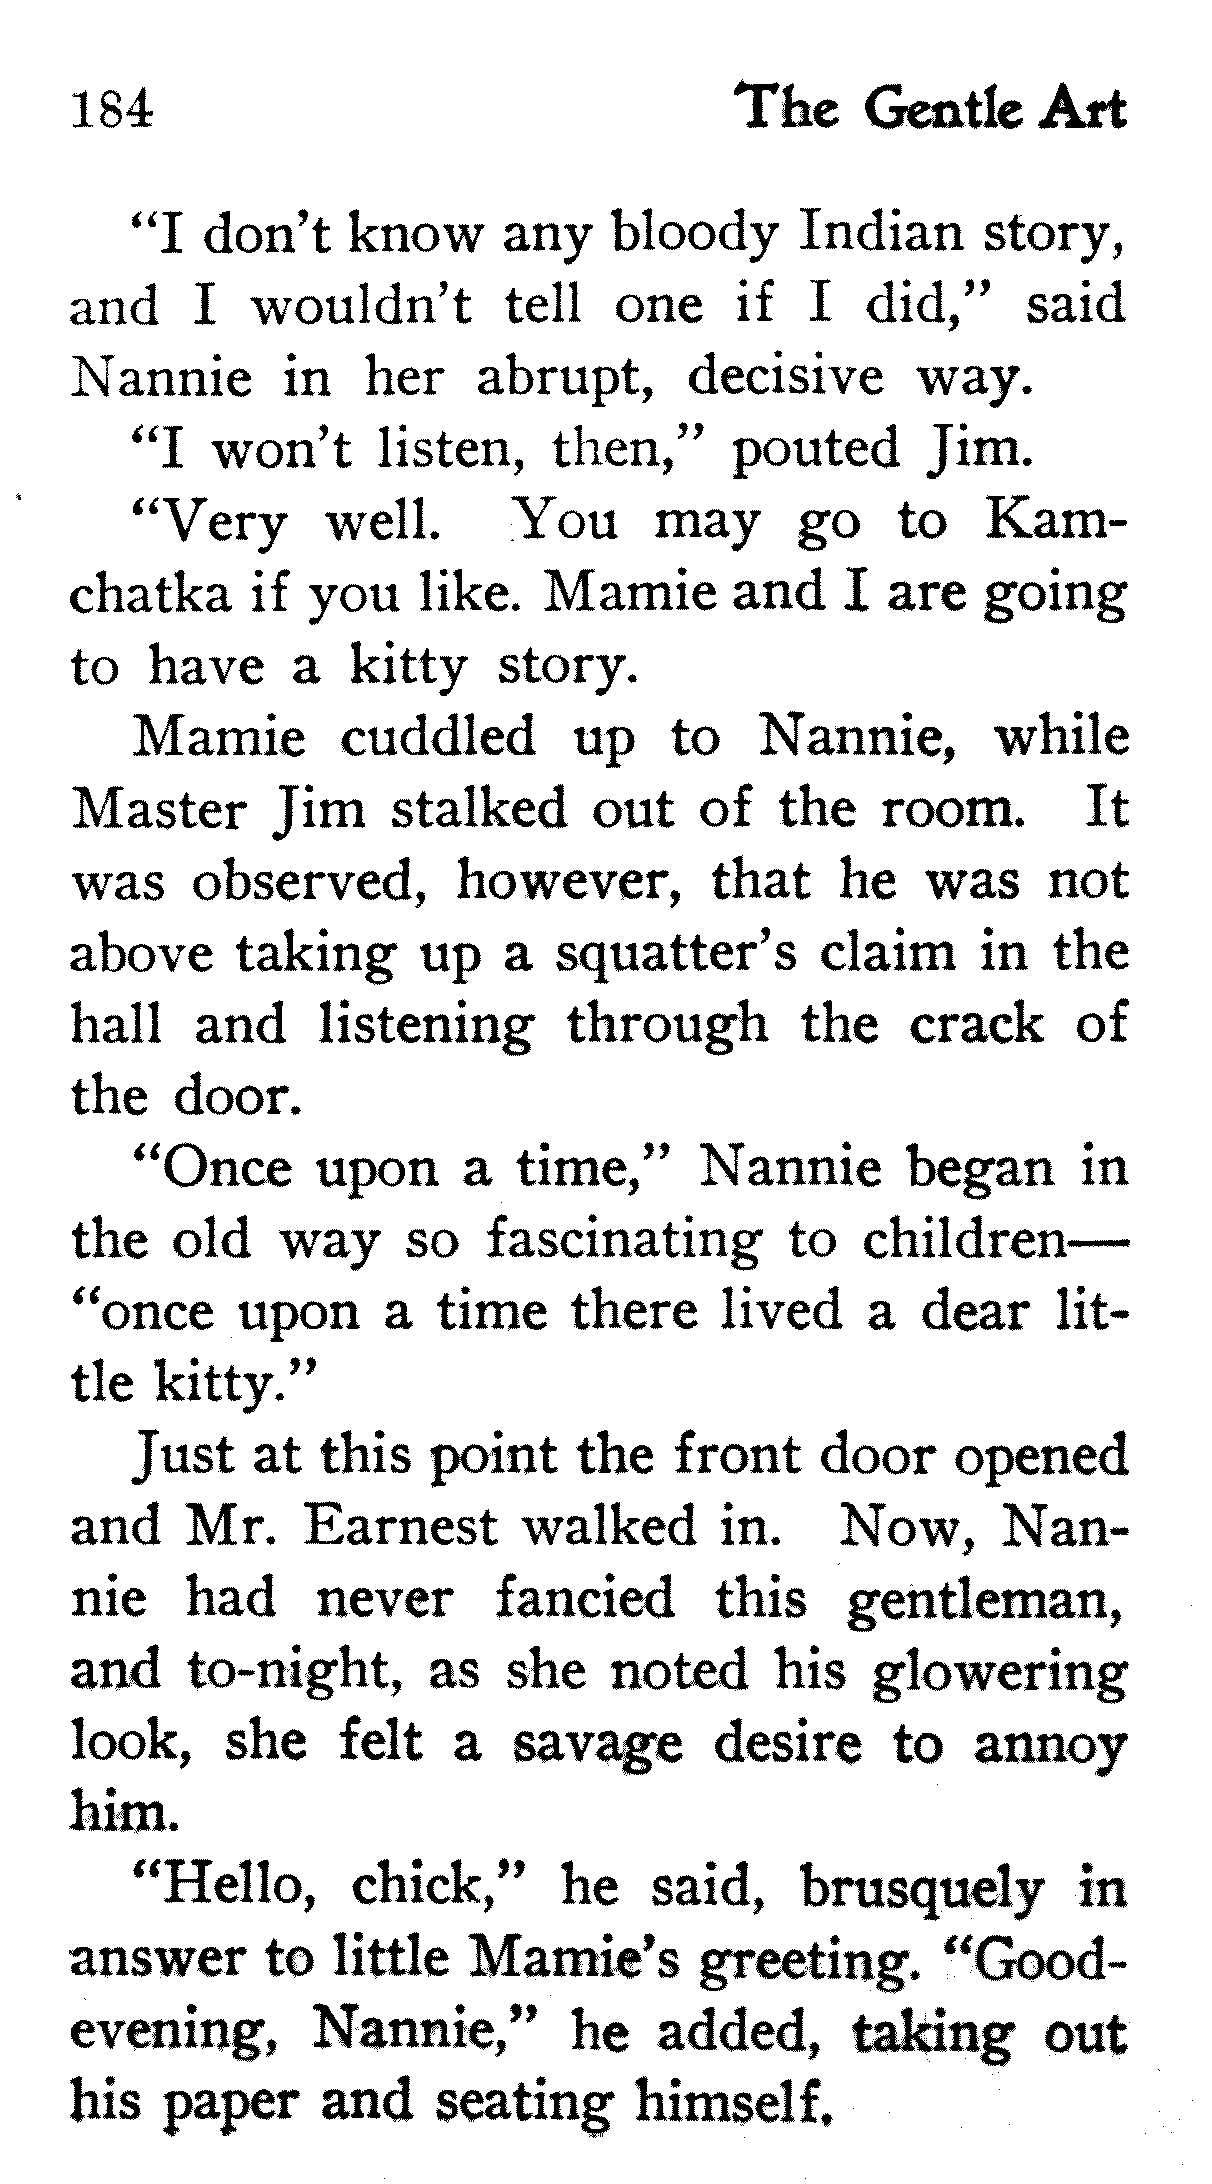 184 The Gentle Art
"I don't know any bloody Indian story,
and I wouldn't tell one if I did," said
Nannie in her abrupt, decisive way.
"I won't listen, then," pouted Jim.
"Very well. You may go to Kam-
chatka if you like. Mamie and I are going
to have a kitty story.
Mamie cuddled up to Nannie, while
Master Jim stalked out of the room. It
was observed, however, that he was not
above taking up a squatter's claim in the
hall and listening through the crack of
the door.
"Once upon a time," Nannie began in
the old way so fascinating to children—
"once upon a time there lived a dear lit-
tle kitty."
Just at this point the front door opened
and Mr. Earnest walked in. Now, Nan-
nie had never fancied this gentleman,
and to-night, as she noted his glowering
look, she felt a savage desire to annoy
him.
"Hello, chick," he said, brusquely in
answer to little Mamie's greeting. "Good-
evening, Nannie," he added, taking out
his paper and seating himself.